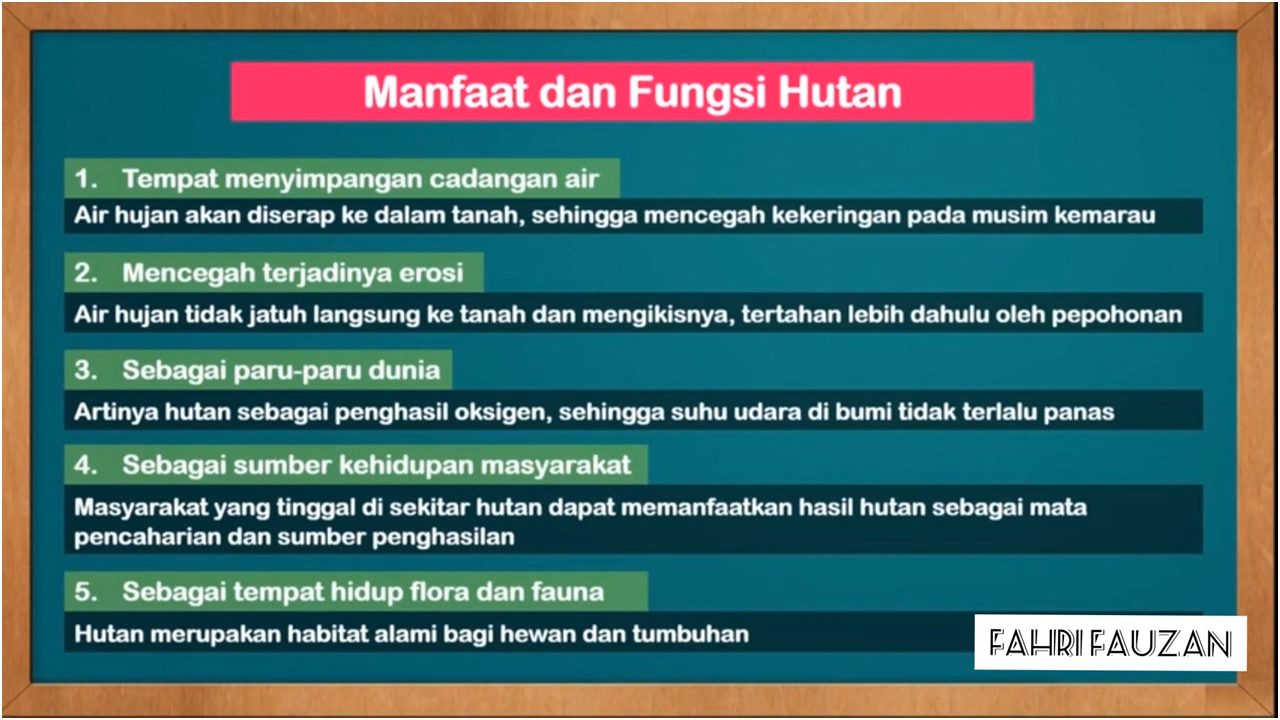 Manfaat dan Fungsi Hutan
1. Tempat menyimpangan cadangan air
Air hujan akan diserap ke dalam tanah, sehingga mencegah kekeringan pada musim kemarau
2. Mencegah terjadinya erosi
Air hujan tidak jatuh langsung ke tanah dan mengikisnya, tertahan lebih dahulu oleh pepohonan
3. Sebagai paru-paru dunia
Artinya hutan sebagai penghasil oksigen, sehingga suhu udara di bumi tidak terlalu panas
4. Sebagai sumber kehidupan masyarakat
Masyarakat yang tinggal di sekitar hutan dapat memanfaatkan hasil hutan sebagai mata
pencaharian dan sumber penghasilan
5. Sebagai tempat hidup flora dan fauna
Hutan merupakan habitat alami bagi hewan dan tumbuhan
FAHRI FAUZAN